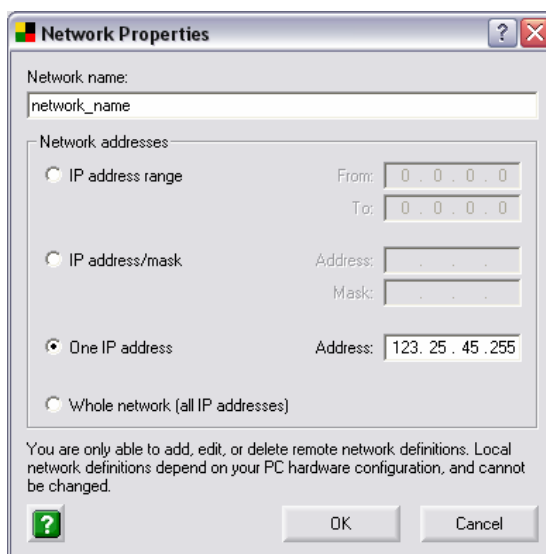 Network Properties
?
X
Network name:
network_name
Network addresses
IP address range From: 0 . 0 . 0 . 0
To: 0 . 0 . 0 . 0
IP address/mask Address: . . .
Mask: . . .
One IP address Address: 123. 25 . 45 .255
Whole network (all IP addresses)
You are only able to add, edit, or delete remote network definitions. Local
network definitions depend on your PC hardware configuration, and cannot
be changed.
? OK Cancel